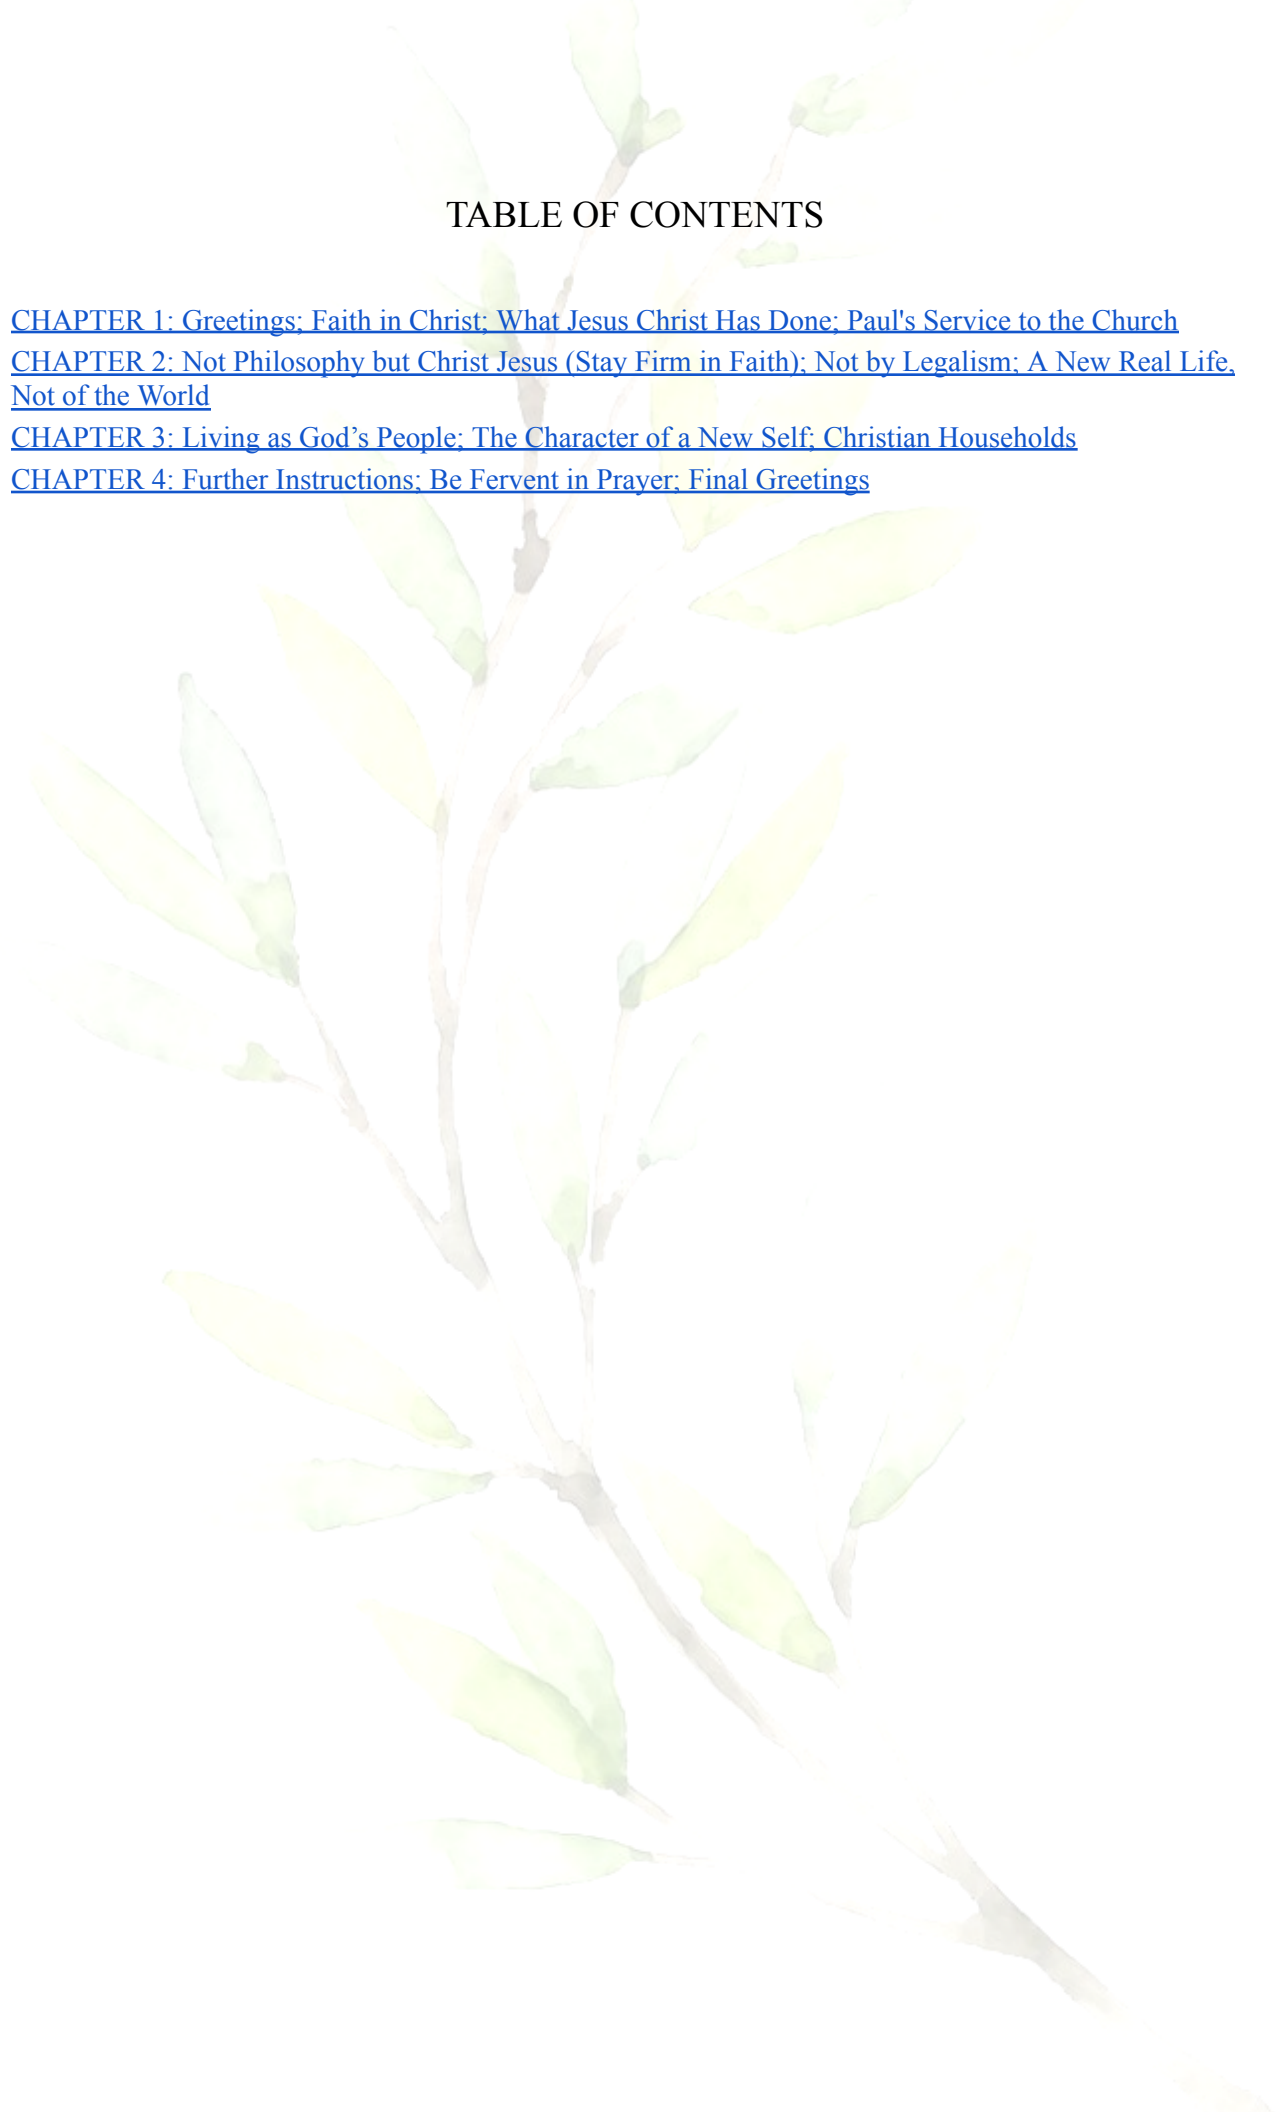 TABLE OF CONTENTS
CHAPTER 1: Greetings; Faith in Christ; What Jesus Christ Has Done; Paul's Service to the Church
CHAPTER 2: Not Philosophy but Christ Jesus (Stay Firm in Faith); Not by Legalism; A New Real Life,
Not of the World
CHAPTER 3: Living as God’s People; The Character of a New Self; Christian Households
CHAPTER 4: Further Instructions; Be Fervent in Prayer; Final Greetings